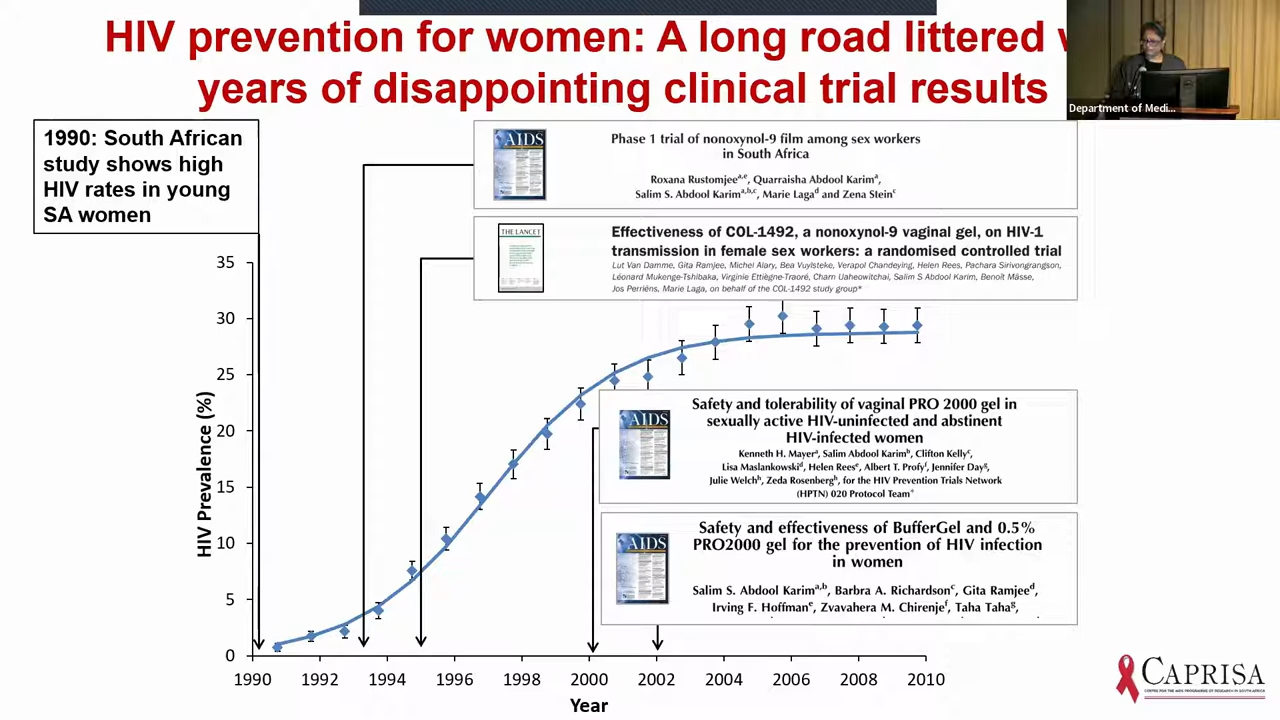 HIV prevention for women: A long road littered
years of disappointing clinical trial results
Department of Medi...
1990: South African
study shows high
HIV rates in young
SA women
AIDS
Phase 1 trial of nonoxynol-9 film among sex workers
in South Africa
Roxana Rustomjee a,e, Quarraisha Abdool Karim a,
Salim S. Abdool Karim a,b,c, Marie Laga d and Zena Stein c
THE LANCET
Effectiveness of COL-1492, a nonoxynol-9 vaginal gel, on HIV-1
transmission in female sex workers: a randomised controlled trial
Lut Van Damme, Gita Ramjee, Michel Alary, Bea Vuylsteke, Verapol Chandeying, Helen Rees, Pachara Sirivongrangson,
Léonard Mukenge-Tshibaka, Virginie Ettiègne-Traoré, Charn Uaheowitchai, Salim S Abdool Karim, Benoît Mâsse,
Jos Perriëns, Marie Laga, on behalf of the COL-1492 study group*
AIDS
Safety and tolerability of vaginal PRO 2000 gel in
sexually active HIV-uninfected and abstinent
HIV-infected women
Kenneth H. Mayer a, Salim Abdool Karim b, Clifton Kelly c,
Lisa Maslankowski d, Helen Rees e, Albert T. Profy f, Jennifer Day g,
Julie Welch h, Zeda Rosenberg h, for the HIV Prevention Trials Network
(HPTN) 020 Protocol Team*
AIDS
Safety and effectiveness of BufferGel and 0.5%
PRO2000 gel for the prevention of HIV infection
in women
Salim S. Abdool Karim a,b, Barbra A. Richardson c, Gita Ramjee d,
Irving F. Hoffman e, Zvavahera M. Chirenje f, Taha Taha g,
HIV Prevalence (%)
35
30
25
20
15
10
5
0
1990 1992 1994 1996 1998 2000 2002 2004 2006 2008 2010
Year
CAPRISA
CENTRE FOR THE AIDS PROGRAMME OF RESEARCH IN SOUTH AFRICA